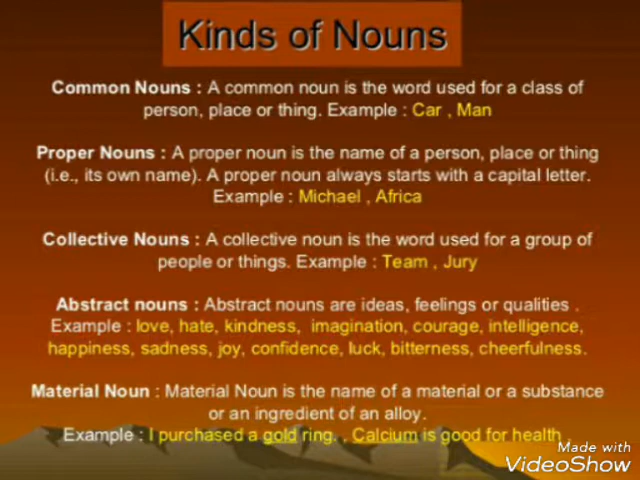 Kinds of Nouns
Common Nouns : A common noun is the word used for a class of
person, place or thing. Example : Car , Man
Proper Nouns : A proper noun is the name of a person, place or thing
(i.e., its own name). A proper noun always starts with a capital letter.
Example : Michael , Africa
Collective Nouns : A collective noun is the word used for a group of
people or things. Example : Team , Jury
Abstract nouns : Abstract nouns are ideas, feelings or qualities .
Example : love, hate, kindness, imagination, courage, intelligence,
happiness, sadness, joy, confidence, luck, bitterness, cheerfulness.
Material Noun : Material Noun is the name of a material or a substance
or an ingredient of an alloy.
Example : I purchased a gold ring. , Calcium is good for health .
Made with
VideoShow